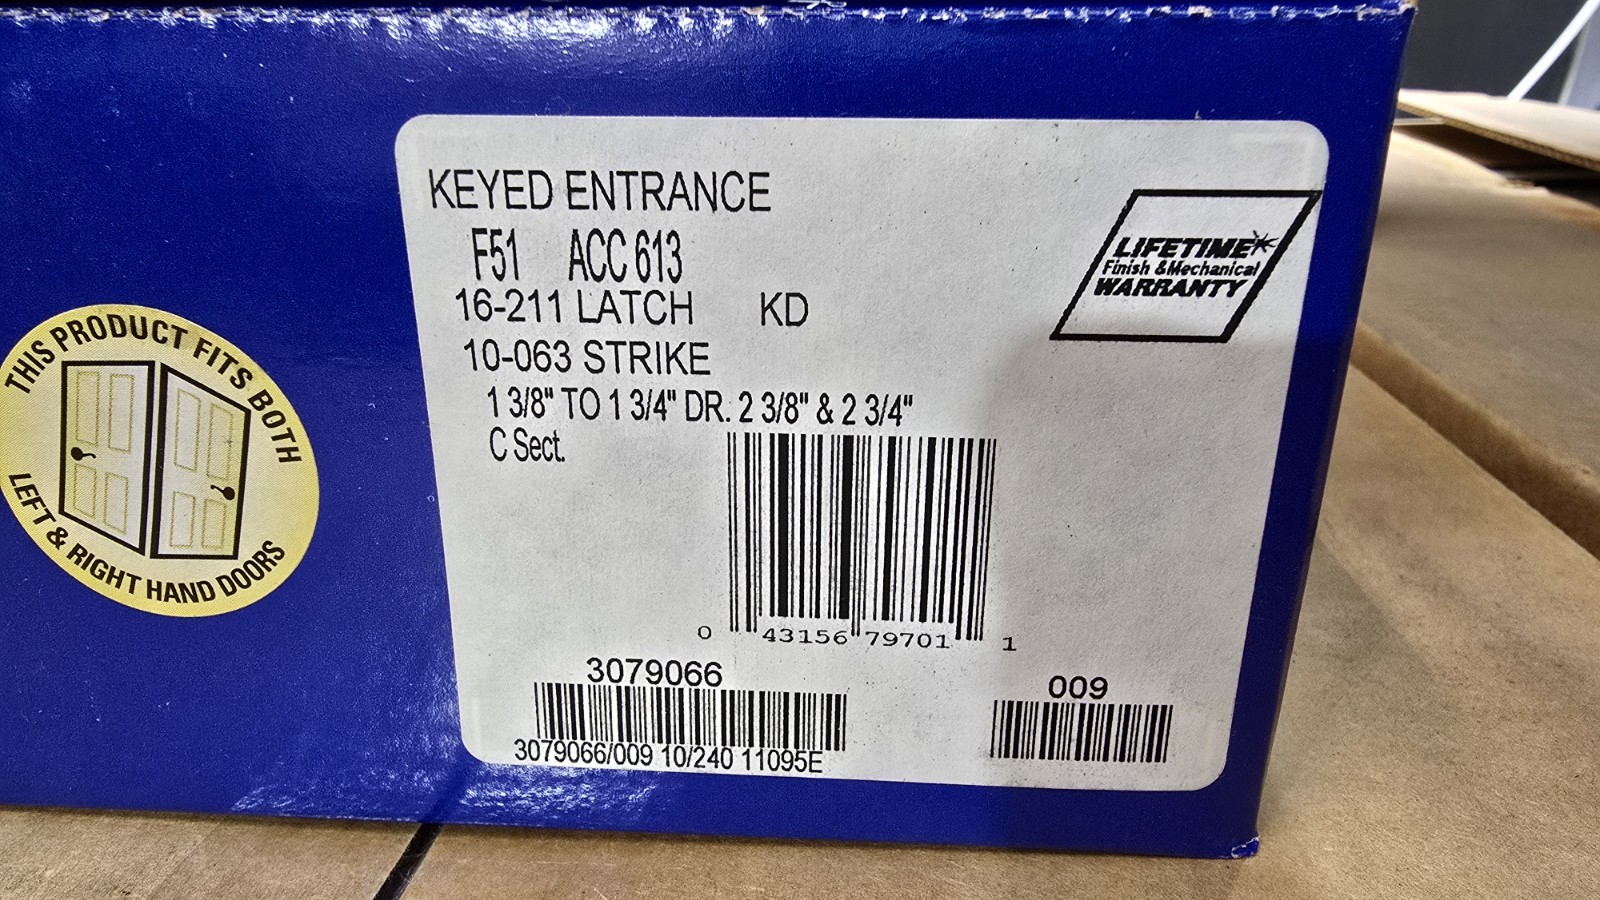 KEYED ENTRANCE
F51 ACC 613
16-211 LATCH KD
10-063 STRIKE
1 3/8" TO 1 3/4" DR. 2 3/8" & 2 3/4"
C Sect.
LIFETIME
Finish & Mechanical
WARRANTY
THIS PRODUCT FITS BOTH
LEFT & RIGHT HAND DOORS
0 43156 79701 1
3079066
009
3079066/009 10/240 11095E